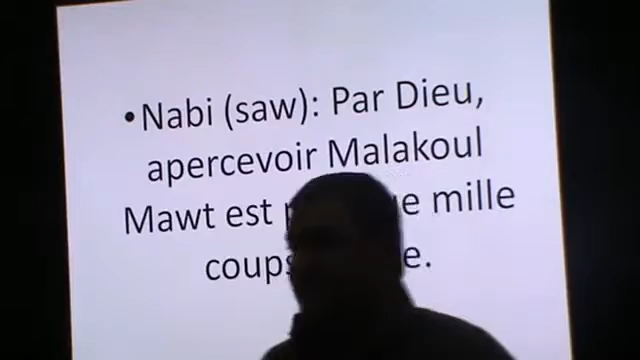 •Nabi (saw): Par Dieu,
apercevoir Malakoul
Mawt est mille
coups